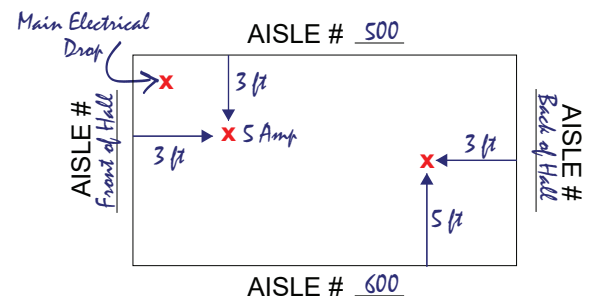 Main Electrical
Drop
AISLE # 500
X
3 ft
X 5 Amp
3 ft
AISLE #
Front of Hall
X
3 ft
5 ft
AISLE #
Back of Hall
AISLE # 600